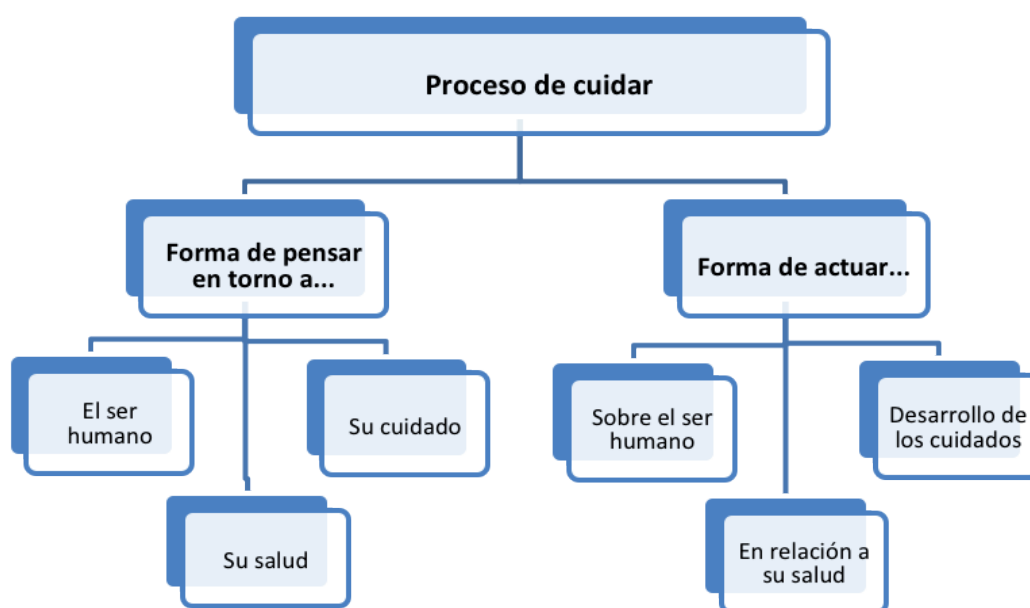 Proceso de cuidar
Forma de pensar
en torno a...
Forma de actuar...
El ser
humano
Su cuidado
Su salud
Sobre el ser
humano
Desarrollo de
los cuidados
En relación a
su salud